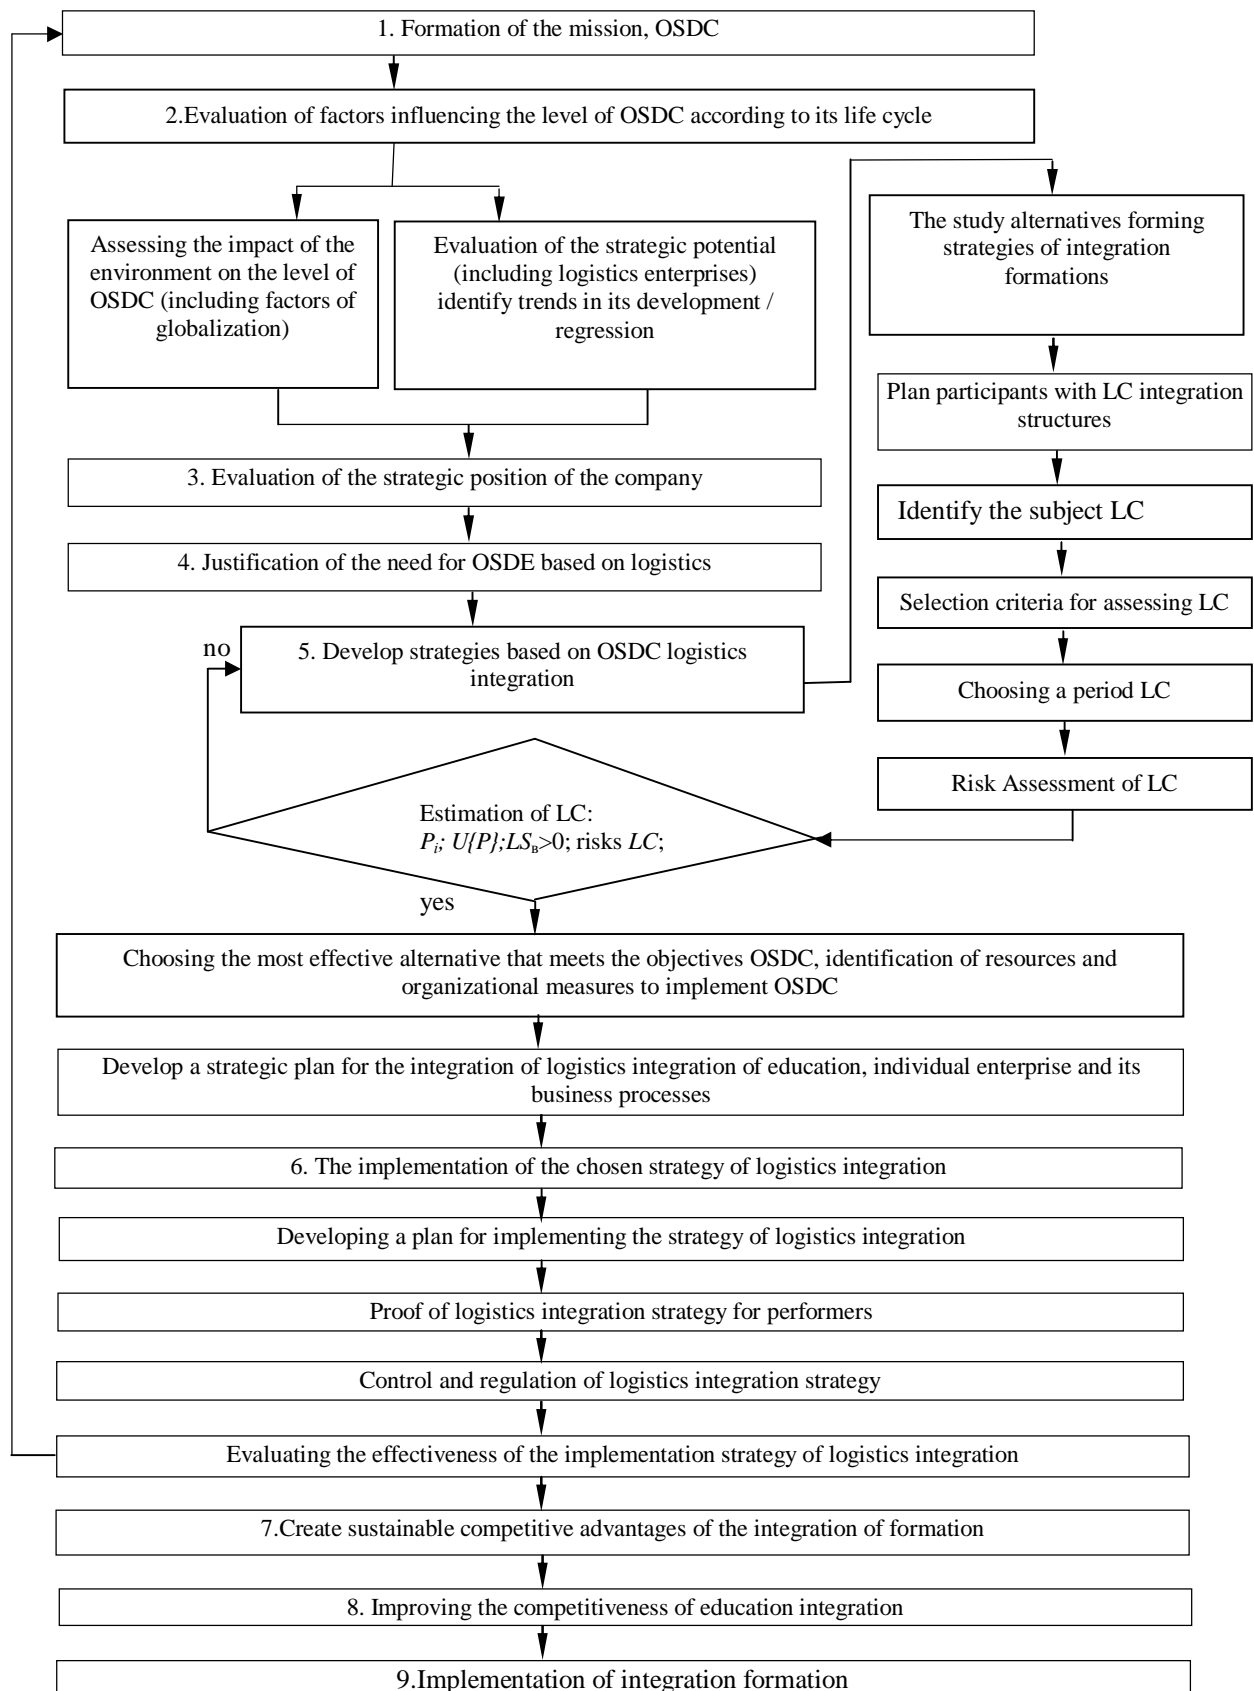 1. Formation of the mission, OSDC
2.Evaluation of factors influencing the level of OSDC according to its life cycle
Assessing the impact of the
environment on the level of
OSDC (including factors of
globalization)
Evaluation of the strategic potential
(including logistics enterprises)
identify trends in its development /
regression
The study alternatives forming
strategies of integration
formations
Plan participants with LC integration
structures
3. Evaluation of the strategic position of the company
Identify the subject LC
4. Justification of the need for OSDE based on logistics
Selection criteria for assessing LC
no
5. Develop strategies based on OSDC logistics
integration
Choosing a period LC
Risk Assessment of LC
Estimation of LC:
P_i; U{P};LS_в>0; risks LC;
yes
Choosing the most effective alternative that meets the objectives OSDC, identification of resources and
organizational measures to implement OSDC
Develop a strategic plan for the integration of logistics integration of education, individual enterprise and its
business processes
6. The implementation of the chosen strategy of logistics integration
Developing a plan for implementing the strategy of logistics integration
Proof of logistics integration strategy for performers
Control and regulation of logistics integration strategy
Evaluating the effectiveness of the implementation strategy of logistics integration
7.Create sustainable competitive advantages of the integration of formation
8. Improving the competitiveness of education integration
9.Implementation of integration formation